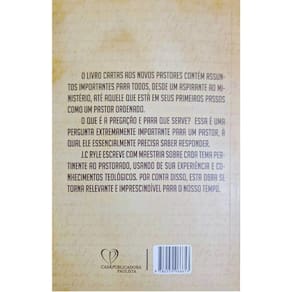 O LIVRO CARTAS AOS NOVOS PASTORES CONTÉM ASSUN-
TOS IMPORTANTES PARA TODOS, DESDE UM ASPIRANTE AO MI-
NISTÉRIO, ATÉ AQUELE QUE ESTÁ EM SEUS PRIMEIROS PASSOS
COMO UM PASTOR ORDENADO.
O QUE É A PREGAÇÃO E PARA QUE SERVE? ESSA É UMA
PERGUNTA EXTREMAMENTE IMPORTANTE PARA UM PASTOR, À
QUAL ELE ESSENCIALMENTE PRECISA SABER RESPONDER.
J.C RYLE ESCREVE COM MAESTRIA SOBRE CADA TEMA PER-
TINENTE AO PASTORADO, USANDO DE SUA EXPERIÊNCIA E CO-
NHECIMENTOS TEOLÓGICOS. POR CONTA DISSO, ESTA OBRA SE
TORNA RELEVANTE E IMPRESCINDÍVEL PARA O NOSSO TEMPO.
CASA PUBLICADORA
PAULISTA